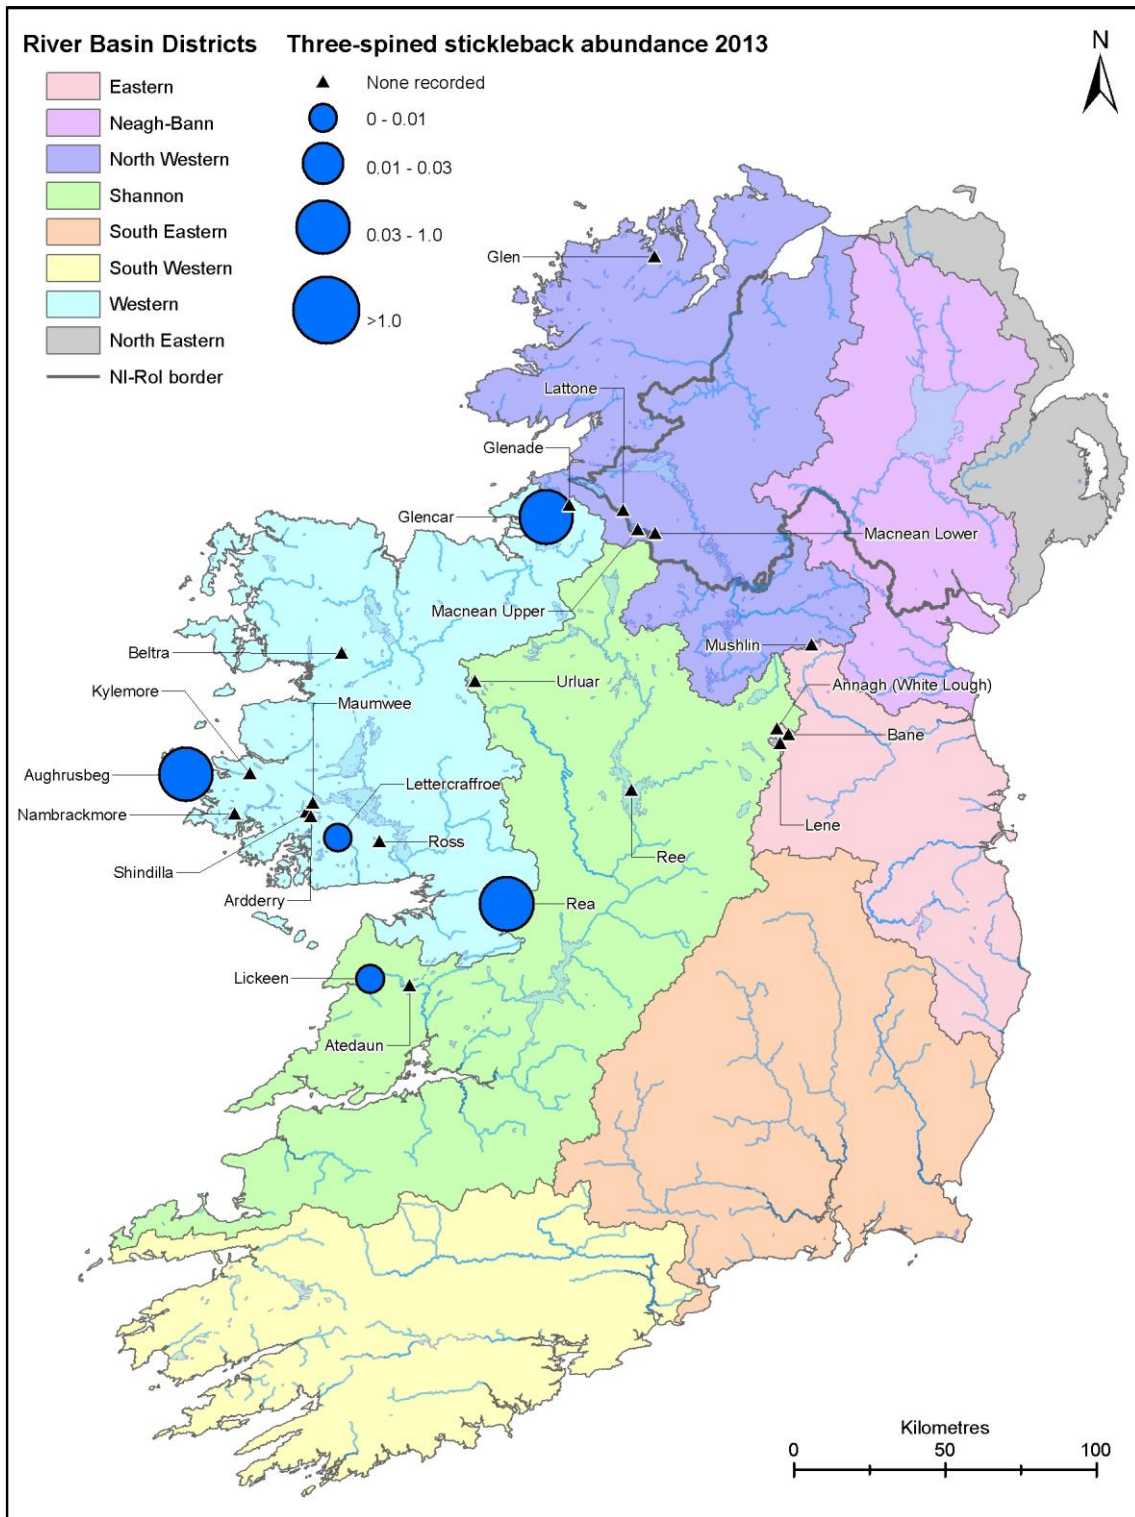 River Basin Districts
Eastern
Neagh-Bann
North Western
Shannon
South Eastern
South Western
Western
North Eastern
NI-RoI border
Three-spined stickleback abundance 2013
None recorded
0 - 0.01
0.01 - 0.03
0.03 - 1.0
>1.0
N
Glen
Lattone
Glenade
Glencar
Macnean Lower
Macnean Upper
Mushlin
Beltra
Urluar
Annagh (White Lough)
Kylemore
Maumwee
Bane
Aughrusbeg
Lettercraffroe
Nambrackmore
Lene
Ross
Ree
Shindilla
Ardderry
Rea
Lickeen
Atedaun
Kilometres
0 50 100